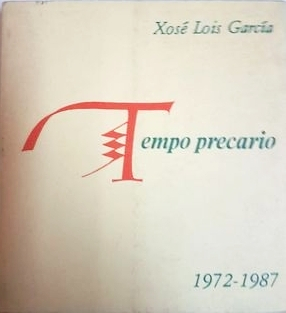 Xosé Lois García
Tempo precario
1972-1987